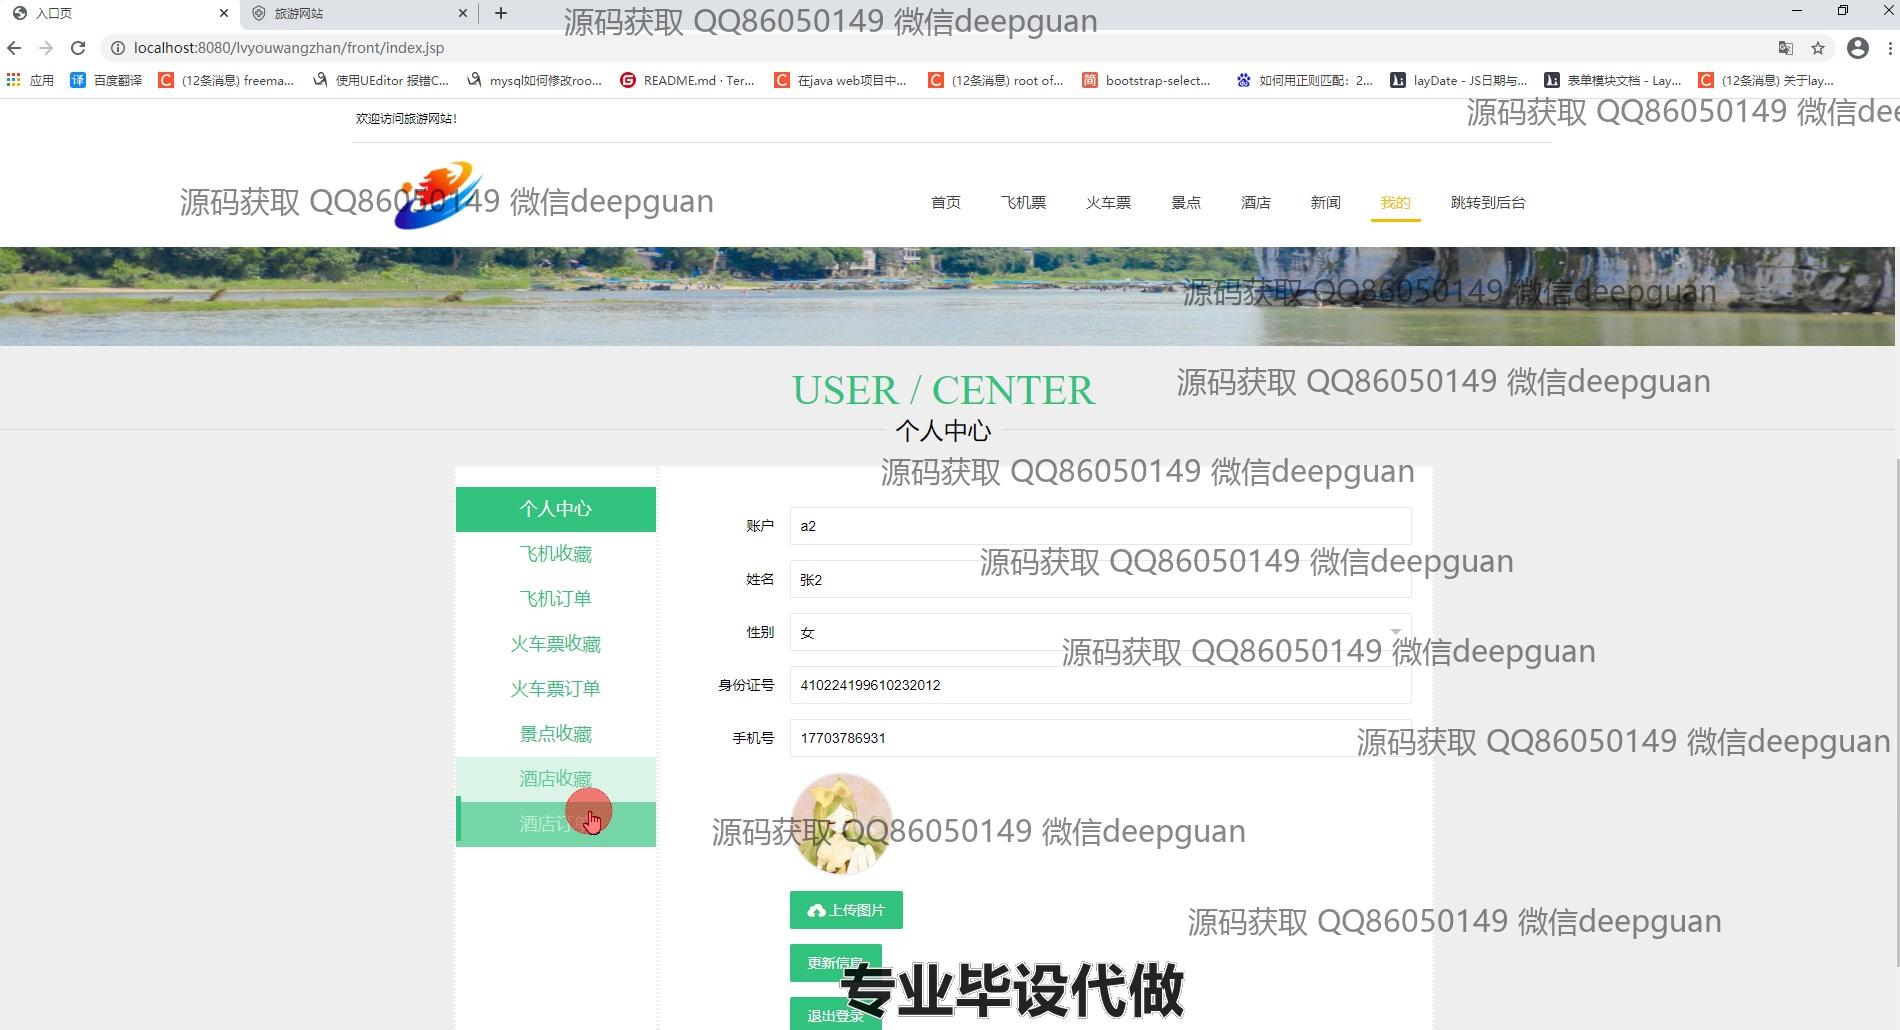 入口页
旅游网站
源码获取 QQ86050149 微信deepguan
localhost:8080/lvyouwangzhan/front/index.jsp
应用
译 百度翻译
(12条消息) freema...
使用UEditor 报错C...
mysql如何修改roo...
README.md · Ter...
在java web项目中...
(12条消息) root of...
简 bootstrap-select...
如何用正则匹配：2...
layDate - JS日期与...
表单模块文档 - Lay...
(12条消息) 关于lay...
源码获取 QQ86050149 微信dee
欢迎访问旅游网站!
源码获取 QQ86050149 微信deepguan
首页 飞机票 火车票 景点 酒店 新闻 我的 跳转到后台
源码获取 QQ86050149 微信deepguan
USER / CENTER
源码获取 QQ86050149 微信deepguan
个人中心
源码获取 QQ86050149 微信deepguan
个人中心
飞机收藏
飞机订单
火车票收藏
火车票订单
景点收藏
酒店收藏
酒店订单
账户 a2
源码获取 QQ86050149 微信deepguan
姓名 张2
性别 女
源码获取 QQ86050149 微信deepguan
身份证号 410224199610232012
手机号 17703786931
源码获取 QQ86050149 微信deepguan
源码获取 QQ86050149 微信deepguan
上传图片
源码获取 QQ86050149 微信deepguan
更新信息
专业毕设代做
退出登录